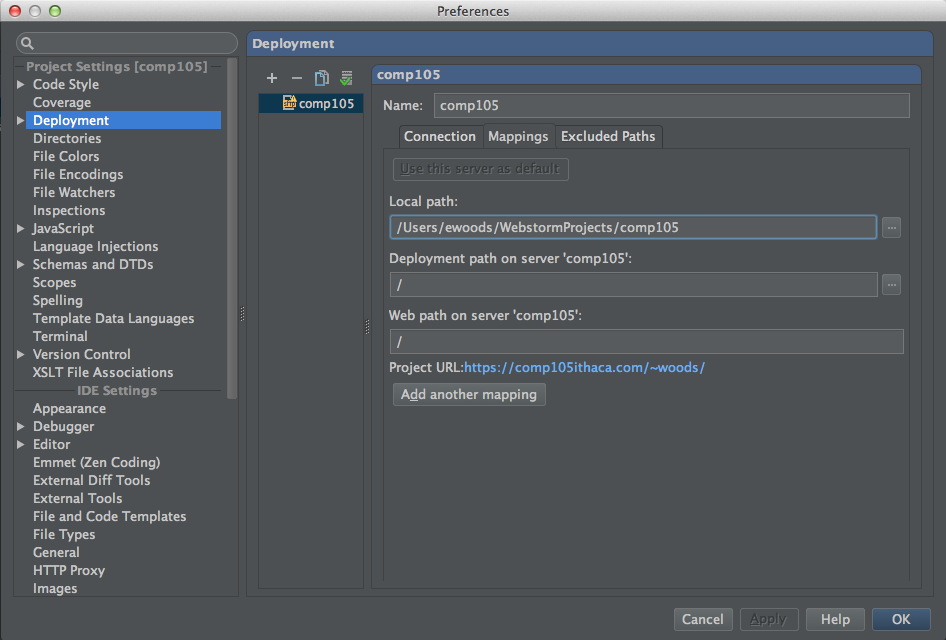 Preferences
Project Settings [comp105]
Code Style
Coverage
Deployment
Directories
File Colors
File Encodings
File Watchers
Inspections
JavaScript
Language Injections
Schemas and DTDs
Scopes
Spelling
Template Data Languages
Terminal
Version Control
XSLT File Associations
IDE Settings
Appearance
Debugger
Editor
Emmet (Zen Coding)
External Diff Tools
External Tools
File and Code Templates
File Types
General
HTTP Proxy
Images
Deployment
comp105
comp105
Name: comp105
Connection Mappings Excluded Paths
Use this server as default
Local path:
/Users/ewoods/WebstormProjects/comp105 ...
Deployment path on server 'comp105':
/ ...
Web path on server 'comp105':
/
Project URL:https://comp105ithaca.com/~woods/
Add another mapping
Cancel Apply Help OK